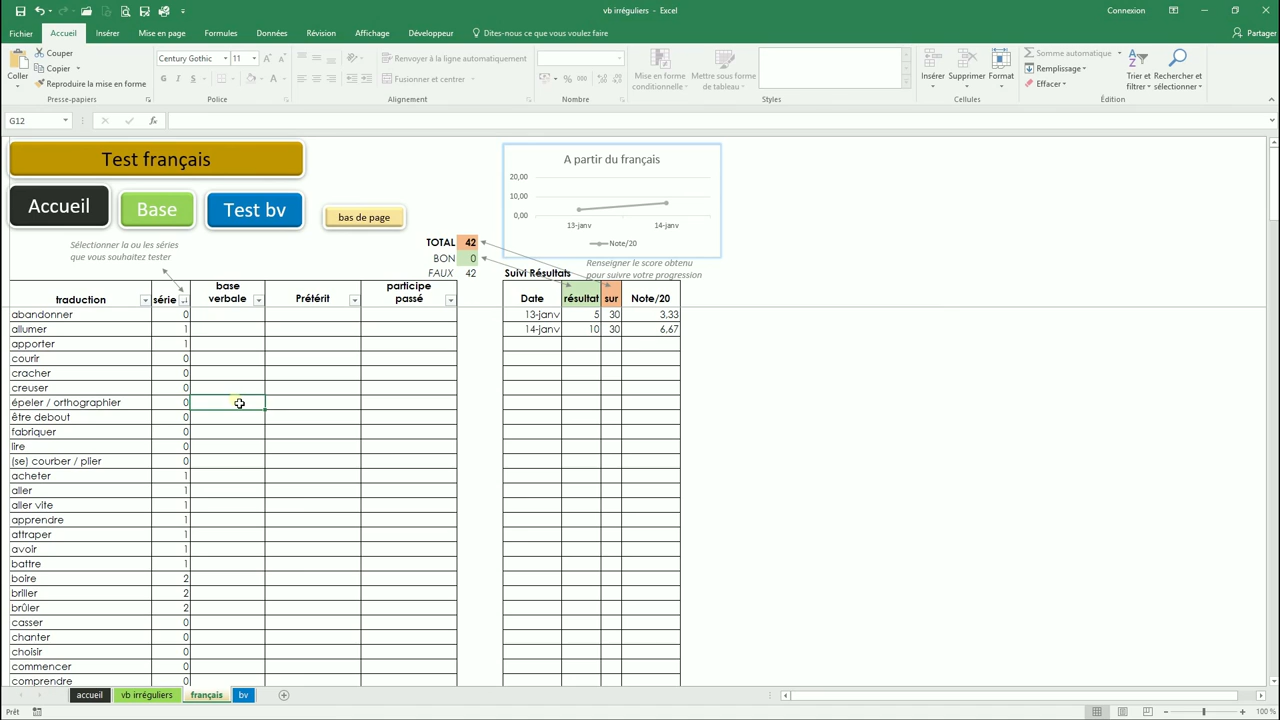 vb irréguliers - Excel
Connexion
Fichier
Accueil
Insérer
Mise en page
Formules
Données
Révision
Affichage
Développeur
Dites-nous ce que vous voulez faire
Partager
Coller
Couper
Copier
Reproduire la mise en forme
Presse-papiers
Century Gothic
11
G
I
S
Police
Renvoyer à la ligne automatiquement
Fusionner et centrer
Alignement
%
000
Nombre
Mise en forme conditionnelle
Mettre sous forme de tableau
Styles
Insérer
Supprimer
Format
Cellules
Somme automatique
Remplissage
Effacer
Trier et filtrer
Rechercher et sélectionner
Édition
G12
fx
Test français
Accueil
Base
Test bv
bas de page
A partir du français
20,00
10,00
0,00
13-janv
14-janv
Note/20
Sélectionner la ou les séries
que vous souhaitez tester
TOTAL 42
BON 0
FAUX 42
Renseigner le score obtenu
pour suivre votre progression
Suivi Résultats
traduction série base verbale Prétérit participe passé
Date résultat sur Note/20
abandonner 0
13-janv 5 30 3,33
allumer 1
14-janv 10 30 6,67
apporter 1
courir 0
cracher 0
creuser 0
épeler / orthographier 0
être debout 0
fabriquer 0
lire 0
(se) courber / plier 0
acheter 1
aller 1
aller vite 1
apprendre 1
attraper 1
avoir 1
battre 1
boire 2
briller 2
brûler 2
casser 0
chanter 0
choisir 0
commencer 0
comprendre 0
accueil
vb irréguliers
français
bv
Prêt
100 %